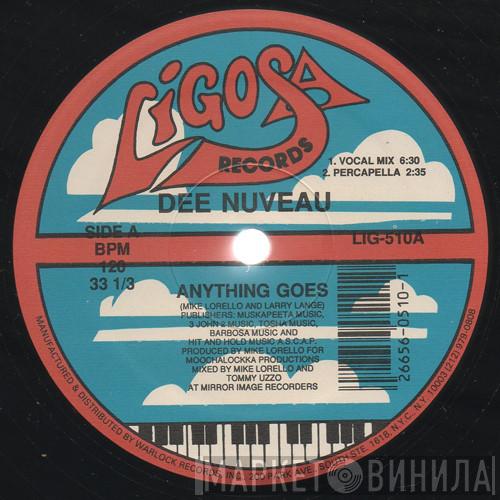 LIGOSA
RECORDS
1. VOCAL MIX 6:30
2. PERCAPELLA 2:35
DEE NUVEAU
SIDE A
BPM
120
33 1/3
LIG-510A
ANYTHING GOES
(MIKE LORELLO AND LARRY LANGE)
PUBLISHERS: MUSKAPEETA MUSIC,
3 JOHN'S MUSIC, TOSHA MUSIC,
BARBOSA MUSIC AND
HIT AND HOLD MUSIC A.S.C.A.P.
PRODUCED BY MIKE LORELLO FOR
MOOCHALOCKKA PRODUCTIONS
MIXED BY MIKE LORELLO AND
TOMMY UZZO
AT MIRROR IMAGE RECORDERS
26656-0510-1
MANUFACTURED & DISTRIBUTED BY WARLOCK RECORDS, INC., 200 PARK AVE. SOUTH STE. 1618, N.Y.C., N.Y. 10003 (212) 979-0808
МАРКЕТ ВИНИЛА